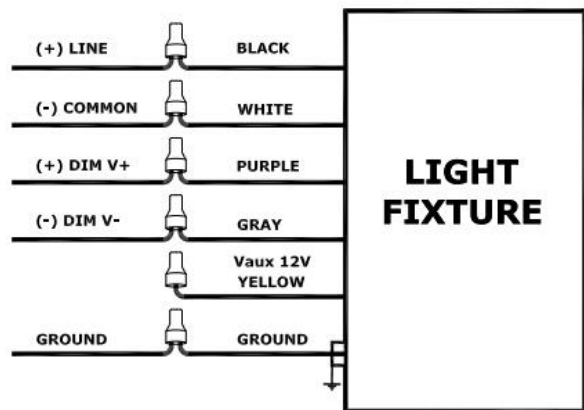 (+) LINE BLACK
(-) COMMON WHITE
(+) DIM V+ PURPLE
(-) DIM V- GRAY
Vaux 12V
YELLOW
GROUND GROUND
LIGHT
FIXTURE